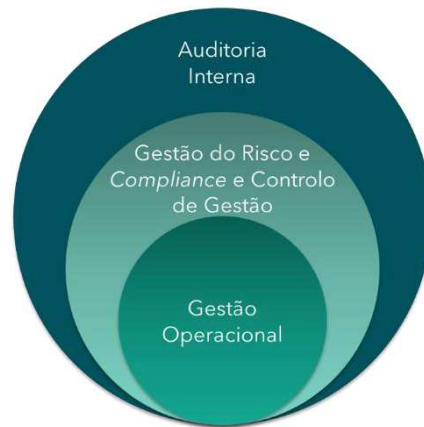 Auditoria
Interna
Gestão do Risco e
Compliance e Controlo
de Gestão
Gestão
Operacional